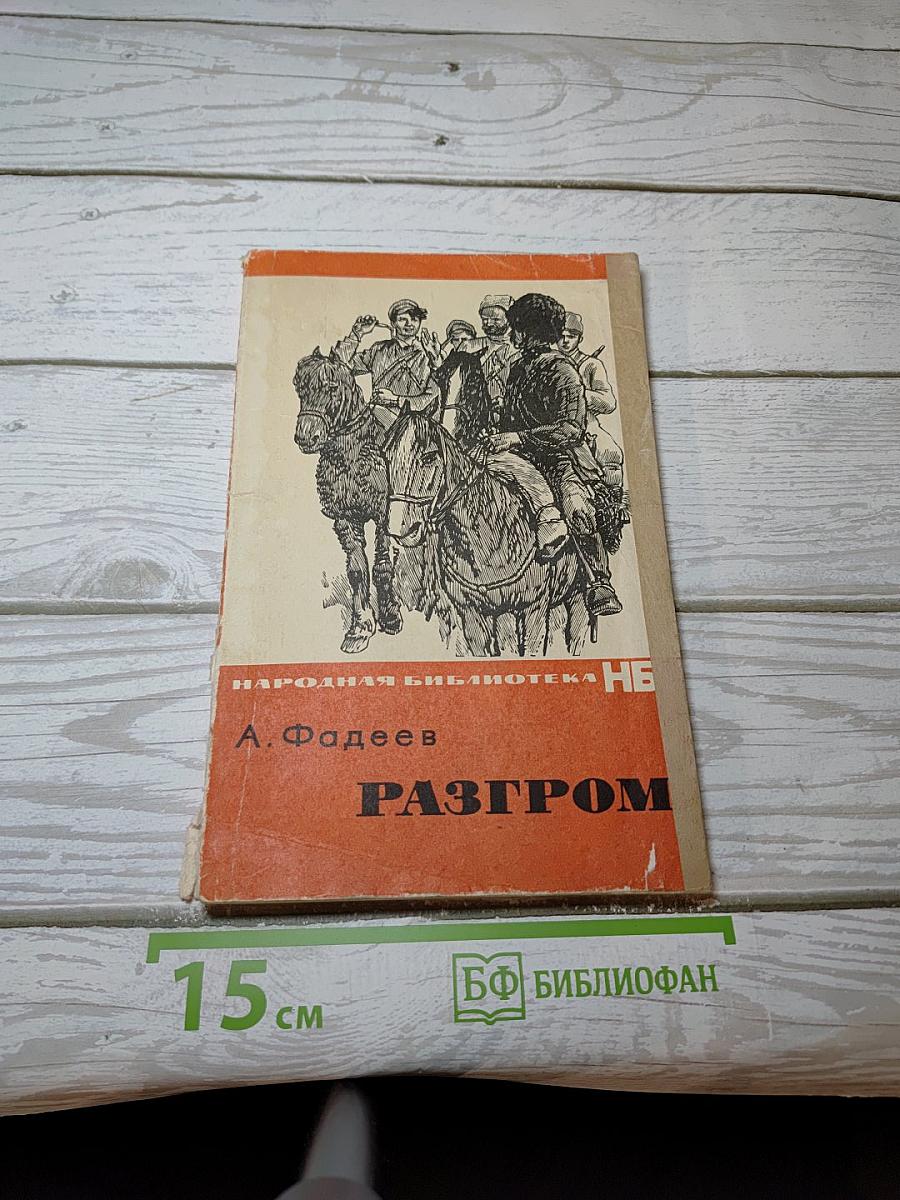 НАРОДНАЯ БИБЛИОТЕКА НБ
А. Фадеев
РАЗГРОМ
15 см
БФ БИБЛИОФАН